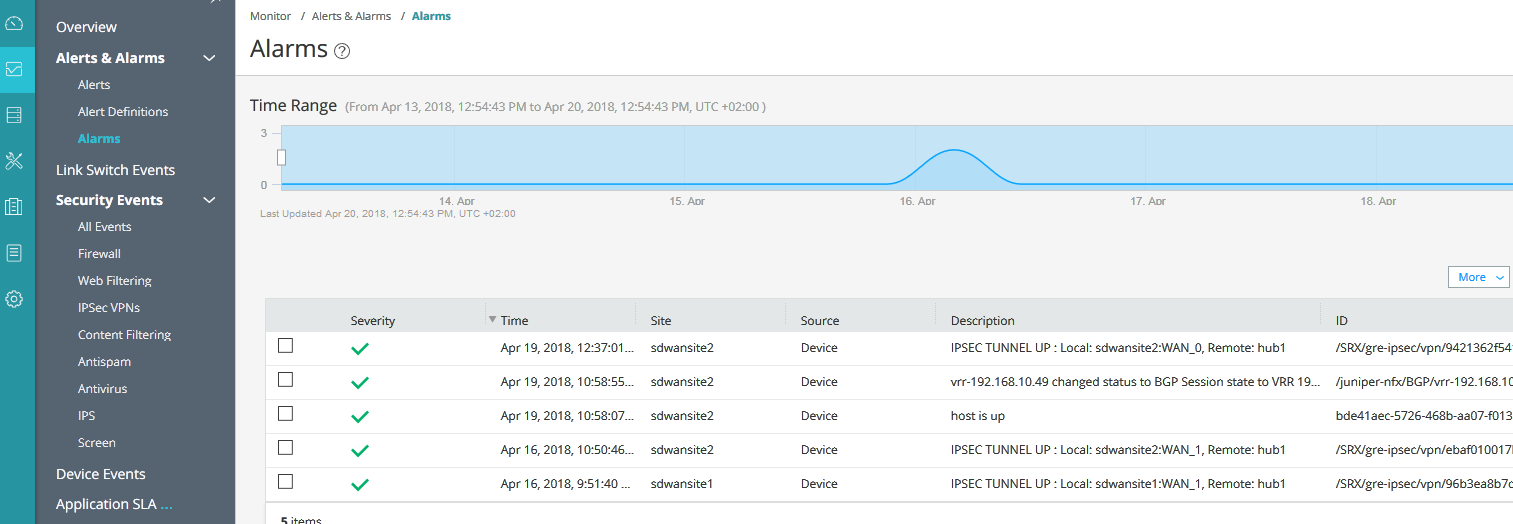 Overview
Alerts & Alarms
Alerts
Alert Definitions
Alarms
Link Switch Events
Security Events
All Events
Firewall
Web Filtering
IPSec VPNs
Content Filtering
Antispam
Antivirus
IPS
Screen
Device Events
Application SLA ...
Monitor / Alerts & Alarms / Alarms
Alarms ?
Time Range (From Apr 13, 2018, 12:54:43 PM to Apr 20, 2018, 12:54:43 PM, UTC +02:00 )
3
0
14. Apr 15. Apr 16. Apr 17. Apr 18. Apr
Last Updated Apr 20, 2018, 12:54:43 PM, UTC +02:00
More
Severity Time Site Source Description ID
Apr 19, 2018, 12:37:01... sdwansite2 Device IPSEC TUNNEL UP : Local: sdwansite2:WAN_0, Remote: hub1 /SRX/gre-ipsec/vpn/9421362f54
Apr 19, 2018, 10:58:55... sdwansite2 Device vrr-192.168.10.49 changed status to BGP Session state to VRR 19... /juniper-nfx/BGP/vrr-192.168.10
Apr 19, 2018, 10:58:07... sdwansite2 Device host is up bde41aec-5726-468b-aa07-f013
Apr 16, 2018, 10:50:46... sdwansite2 Device IPSEC TUNNEL UP : Local: sdwansite2:WAN_1, Remote: hub1 /SRX/gre-ipsec/vpn/ebaf010017
Apr 16, 2018, 9:51:40 ... sdwansite1 Device IPSEC TUNNEL UP : Local: sdwansite1:WAN_1, Remote: hub1 /SRX/gre-ipsec/vpn/96b3ea8b7
5 items